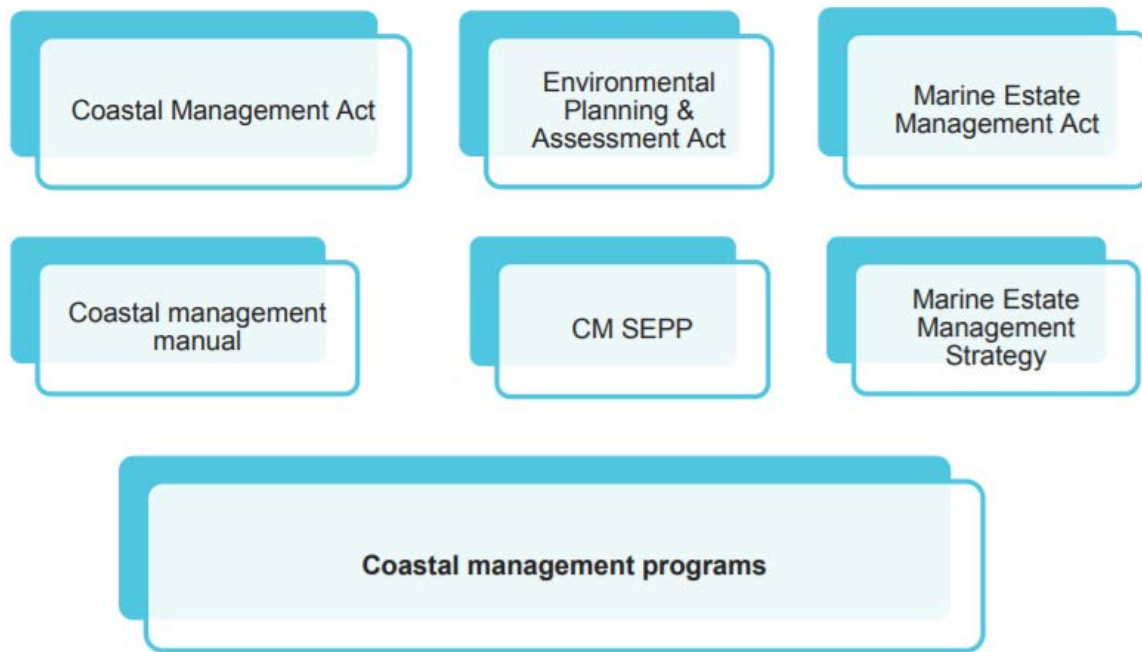 Coastal Management Act
Environmental
Planning &
Assessment Act
Marine Estate
Management Act
Coastal management
manual
CM SEPP
Marine Estate
Management
Strategy
Coastal management programs